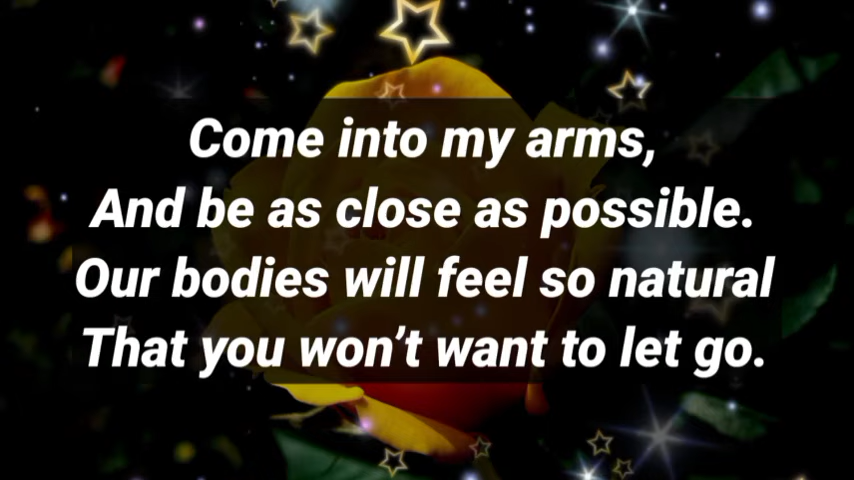 Come into my arms,
And be as close as possible.
Our bodies will feel so natural
That you won’t want to let go.